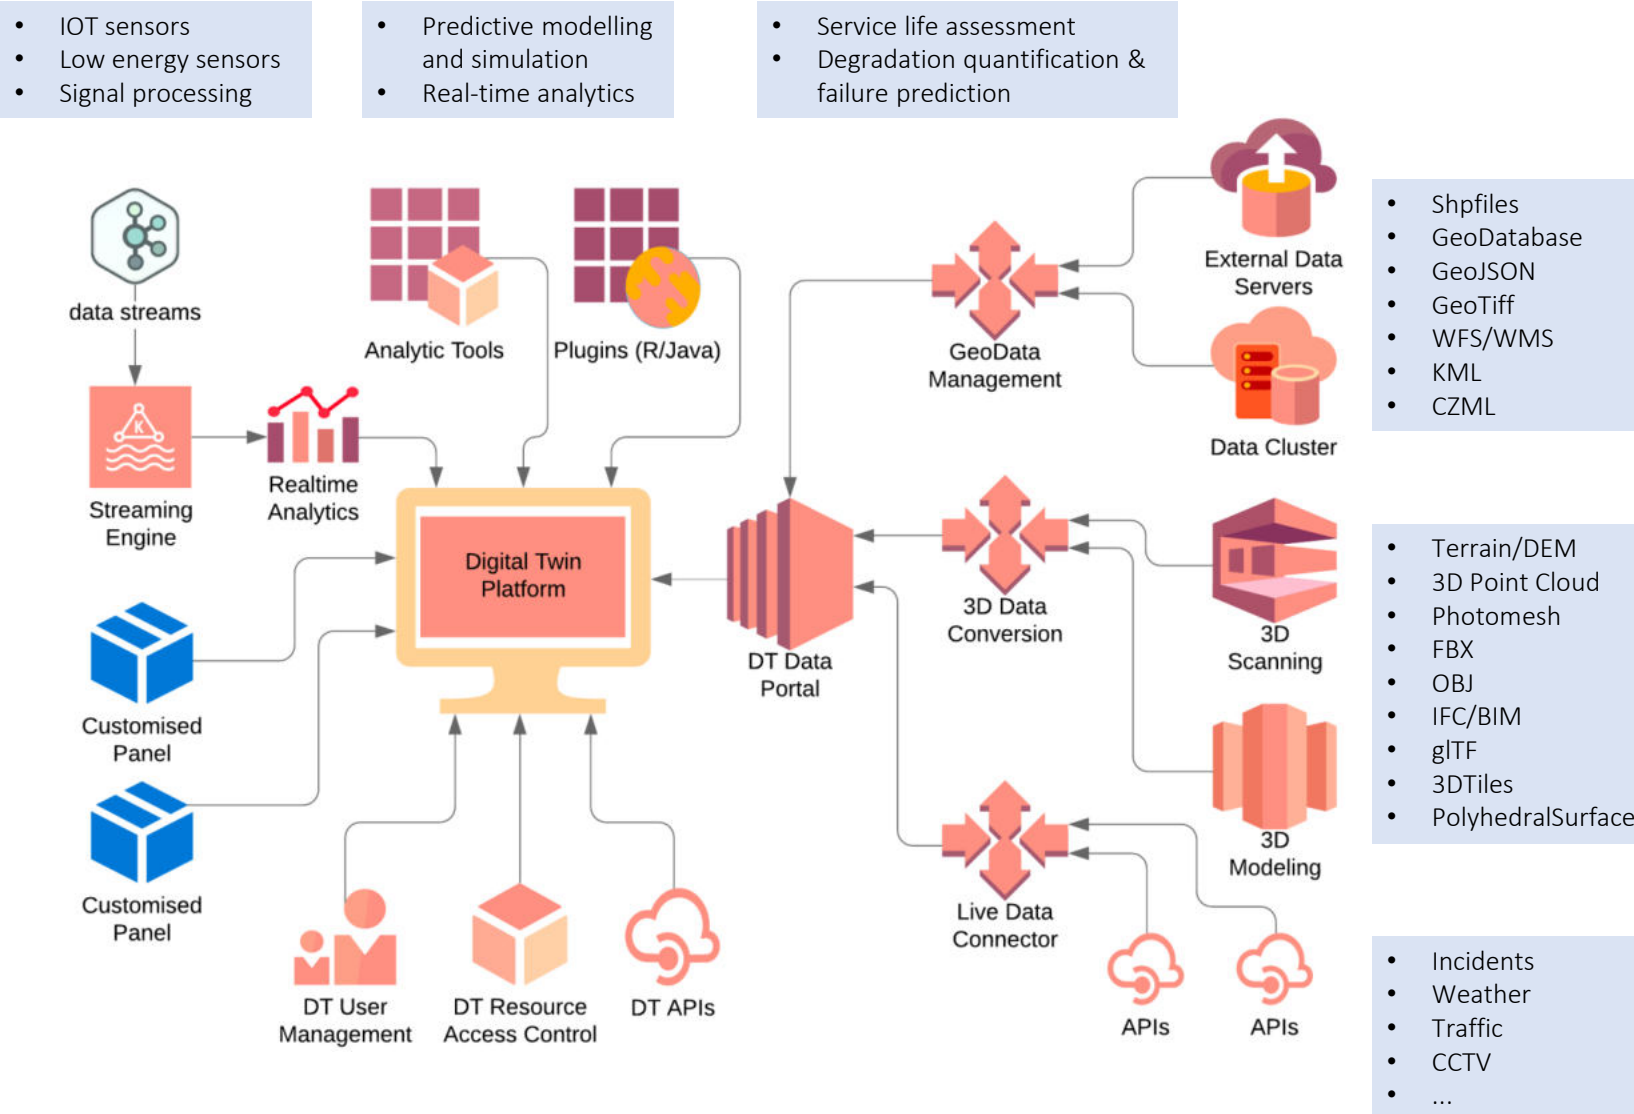 • IOT sensors
• Low energy sensors
• Signal processing
• Predictive modelling
and simulation
• Real-time analytics
• Service life assessment
• Degradation quantification &
failure prediction
data streams
Analytic Tools
Plugins (R/Java)
GeoData
Management
External Data
Servers
Data Cluster
• Shpfiles
• GeoDatabase
• GeoJSON
• GeoTiff
• WFS/WMS
• KML
• CZML
K
Streaming
Engine
Realtime
Analytics
Digital Twin
Platform
DT Data
Portal
3D Data
Conversion
3D
Scanning
3D
Modeling
• Terrain/DEM
• 3D Point Cloud
• Photomesh
• FBX
• OBJ
• IFC/BIM
• glTF
• 3DTiles
• PolyhedralSurface
Customised
Panel
Customised
Panel
DT User
Management
DT Resource
Access Control
DT APIs
Live Data
Connector
APIs
APIs
• Incidents
• Weather
• Traffic
• CCTV
• ...